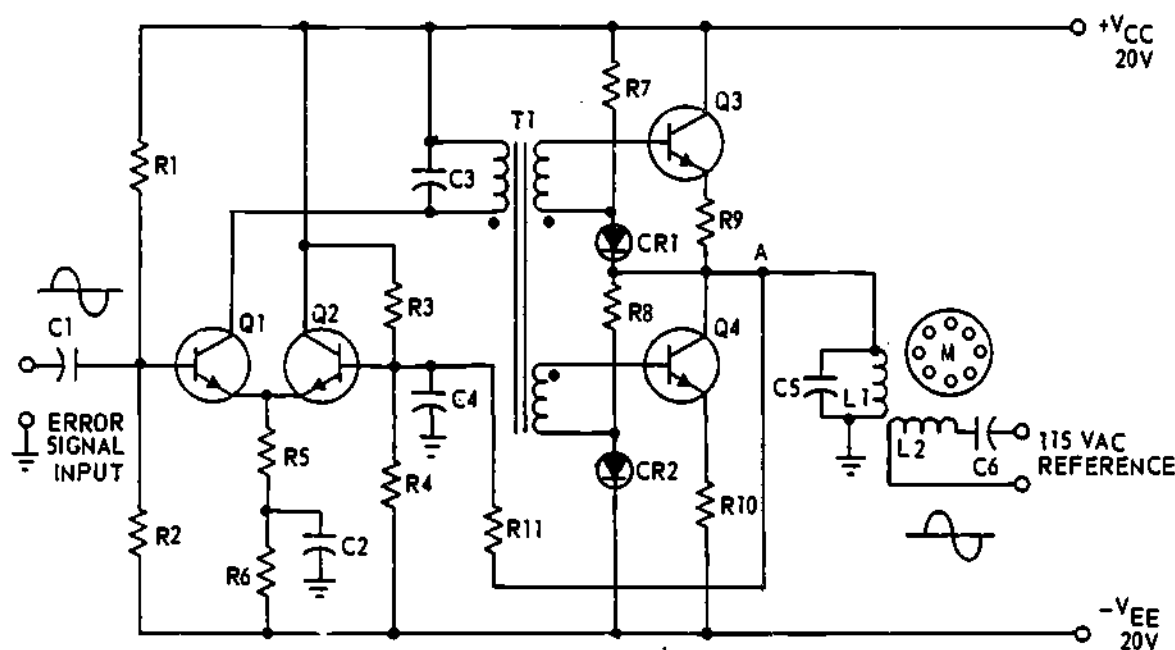 +VCC
20V
R7
Q3
T1
R1
C3
R9
CR1
A
R3
R8
C1
Q1
Q2
Q4
M
C4
C5
L1
ERROR
SIGNAL
INPUT
R5
115 VAC
REFERENCE
L2
C6
R4
CR2
R10
R2
R11
C2
R6
-VEE
20V